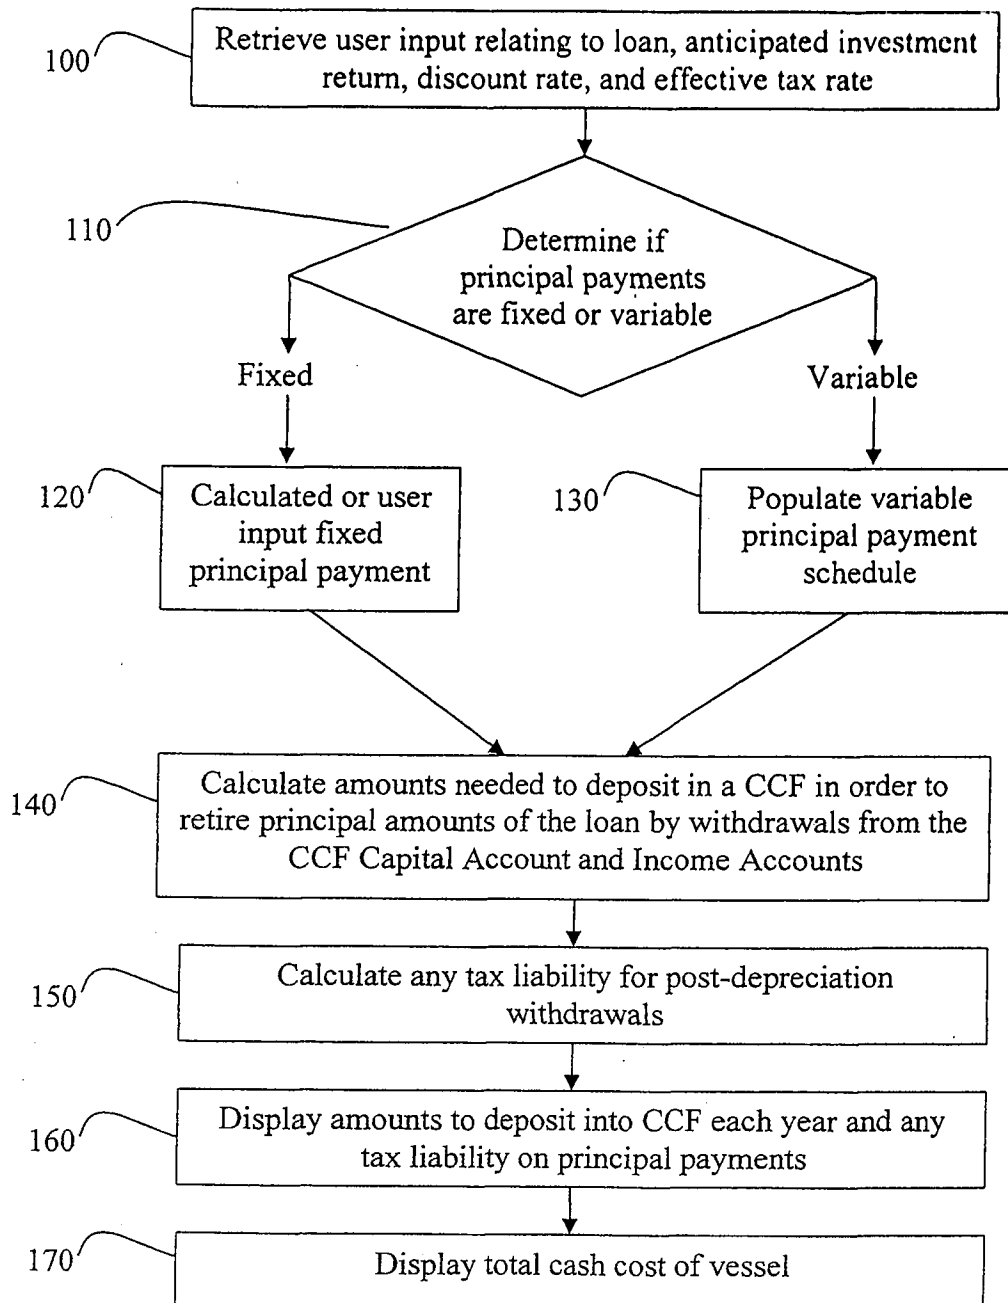 100
Retrieve user input relating to loan, anticipated investment
return, discount rate, and effective tax rate
110
Determine if
principal payments
are fixed or variable
Fixed
Variable
120
Calculated or user
input fixed
principal payment
130
Populate variable
principal payment
schedule
140
Calculate amounts needed to deposit in a CCF in order to
retire principal amounts of the loan by withdrawals from the
CCF Capital Account and Income Accounts
150
Calculate any tax liability for post-depreciation
withdrawals
160
Display amounts to deposit into CCF each year and any
tax liability on principal payments
170
Display total cash cost of vessel